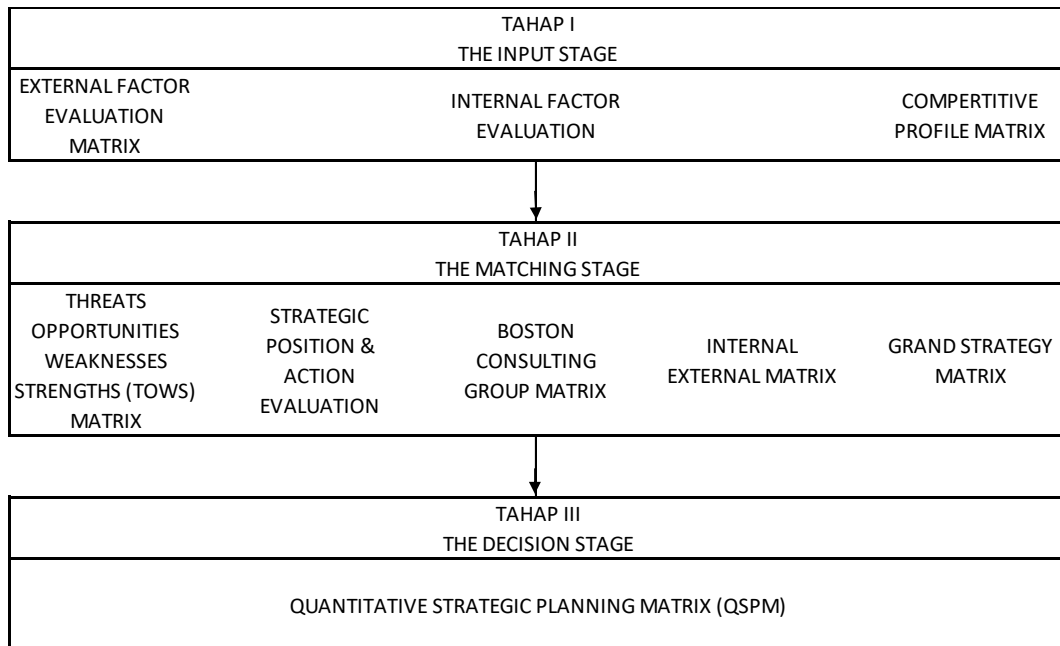 TAHAP I
THE INPUT STAGE
EXTERNAL FACTOR
EVALUATION
MATRIX
INTERNAL FACTOR
EVALUATION
COMPERTITIVE
PROFILE MATRIX
TAHAP II
THE MATCHING STAGE
THREATS
OPPORTUNITIES
WEAKNESSES
STRENGTHS (TOWS)
MATRIX
STRATEGIC
POSITION &
ACTION
EVALUATION
BOSTON
CONSULTING
GROUP MATRIX
INTERNAL
EXTERNAL MATRIX
GRAND STRATEGY
MATRIX
TAHAP III
THE DECISION STAGE
QUANTITATIVE STRATEGIC PLANNING MATRIX (QSPM)